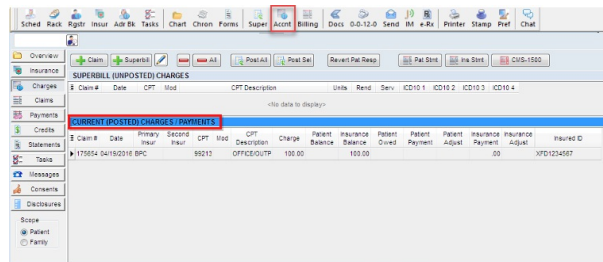 Sched Rack Rgstr Insur Adr Bk Tasks Chart Chron Forms Super Accnt Billing Docs 0-0-12-0 Send IM e-Rx Printer Stamp Pref Chat
Overview + Claim + Superbill All Post All Post Sel Revert Pat Resp Pat Stmt Ins Stmt CMS-1500
Insurance SUPERBILL (UNPOSTED) CHARGES
Charges Claim # Date CPT Mod CPT Description Units Rend Serv ICD10 1 ICD10 2 ICD10 3 ICD10 4
Claims <No data to display>
Payments CURRENT (POSTED) CHARGES / PAYMENTS
Credits Claim # Date Primary Insur Second Insur CPT Mod CPT Description Charge Patient Balance Insurance Balance Patient Owed Patient Payment Patient Adjust Insurance Payment Insurance Adjust Insured ID
Statements
Tasks 175654 04/19/2016 BPC 99213 OFFICE/OUTP 100.00 100.00 .00 XFD1234567
Messages
Consents
Disclosures
Scope
Patient
Family